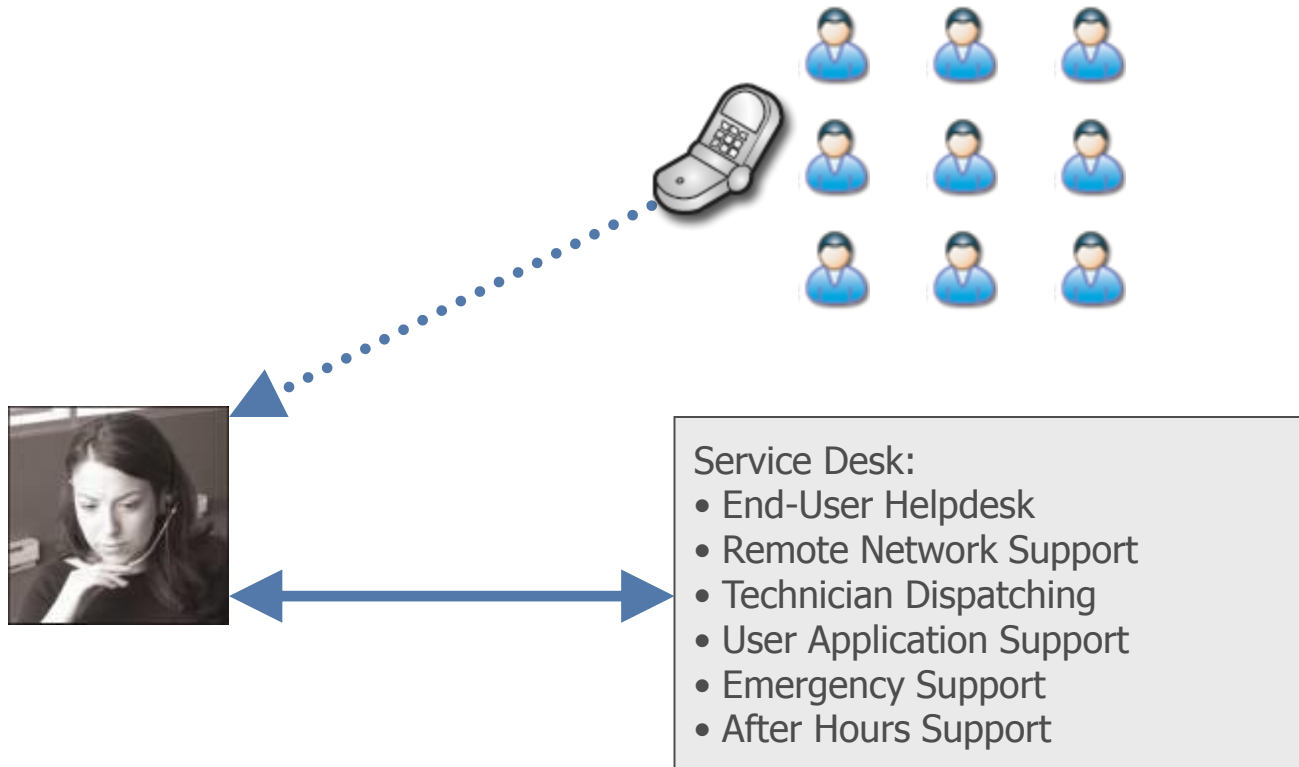 Service Desk:
• End-User Helpdesk
• Remote Network Support
• Technician Dispatching
• User Application Support
• Emergency Support
• After Hours Support